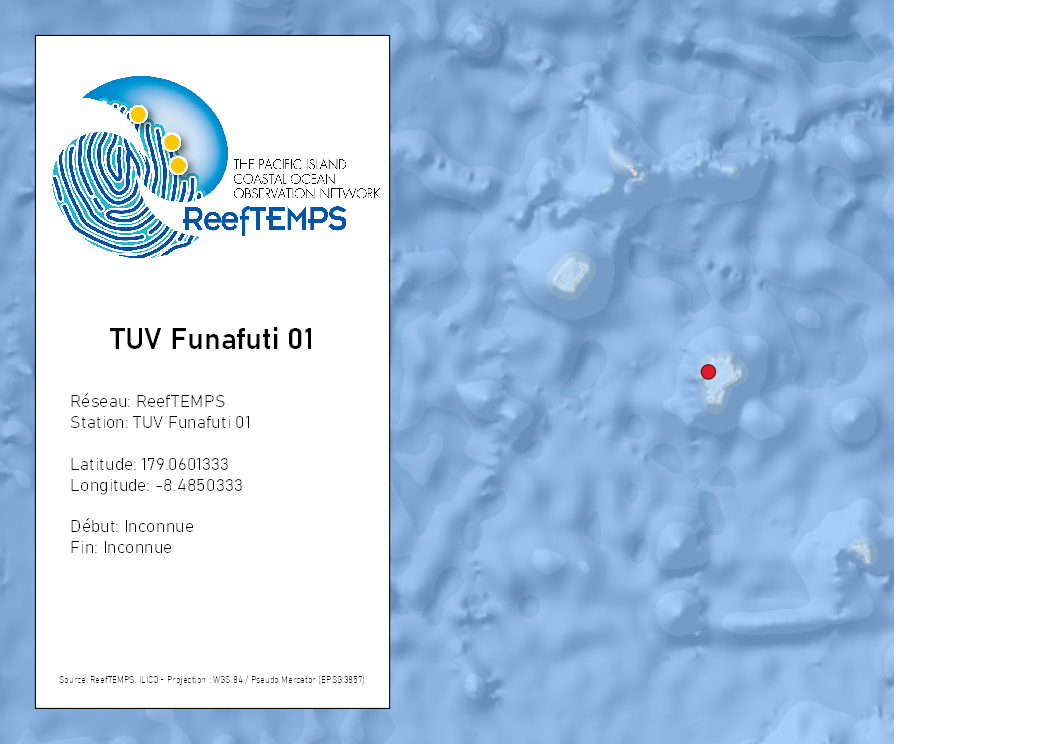 THE PACIFIC ISLAND
COASTAL OCEAN
OBSERVATION NETWORK
ReefTEMPS
TUV Funafuti 01
Réseau: ReefTEMPS
Station: TUV Funafuti 01
Latitude: 179.0601333
Longitude: -8.4850333
Début: Inconnue
Fin: Inconnue
Source: ReefTEMPS, ILICO - Projection : WGS 84 / Pseudo Mercator (EPSG:3857)